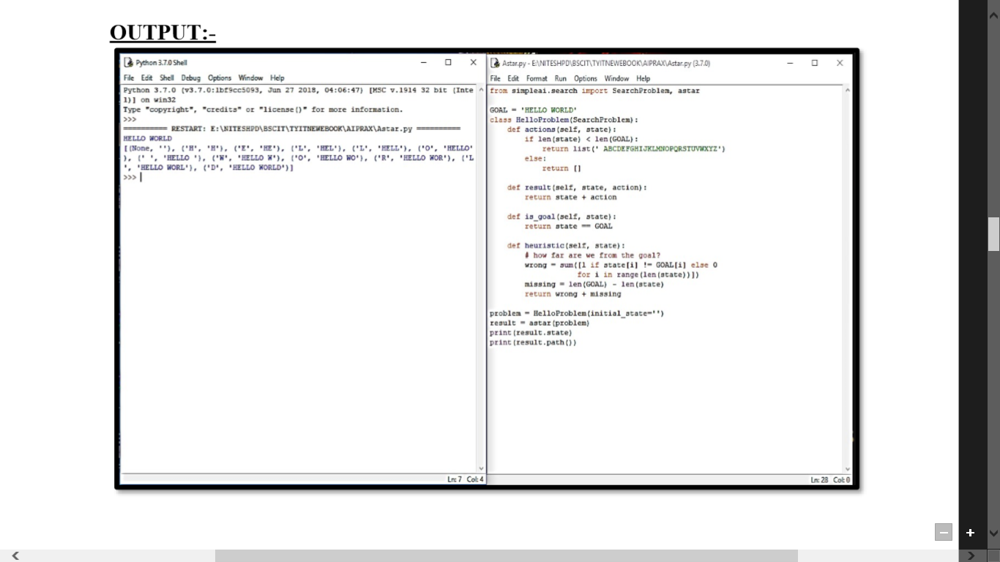 OUTPUT:-
Python 3.7.0 Shell
File Edit Shell Debug Options Window Help
Python 3.7.0 (v3.7.0:1bf9cc5093, Jun 27 2018, 04:06:47) [MSC v.1914 32 bit (Inte
l)] on win32
Type "copyright", "credits" or "license()" for more information.
>>>
========== RESTART: E:\NITESHPD\BSCIT\TYITNEWEBOOK\AIPRAX\Astar.py ==========
HELLO WORLD
[(None, ''), ('H', 'H'), ('E', 'HE'), ('L', 'HEL'), ('L', 'HELL'), ('O', 'HELLO'
), (' ', 'HELLO '), ('W', 'HELLO W'), ('O', 'HELLO WO'), ('R', 'HELLO WOR'), ('L
', 'HELLO WORL'), ('D', 'HELLO WORLD')]
>>>
Ln: 7 Col: 4
Astar.py - E:\NITESHPD\BSCIT\TYITNEWEBOOK\AIPRAX\Astar.py (3.7.0)
File Edit Format Run Options Window Help
from simpleai.search import SearchProblem, astar
GOAL = 'HELLO WORLD'
class HelloProblem(SearchProblem):
    def actions(self, state):
        if len(state) < len(GOAL):
            return list(' ABCDEFGHIJKLMNOPQRSTUVWXYZ')
        else:
            return []
    def result(self, state, action):
        return state + action
    def is_goal(self, state):
        return state == GOAL
    def heuristic(self, state):
        # how far are we from the goal?
        wrong = sum([1 if state[i] != GOAL[i] else 0
                    for i in range(len(state))])
        missing = len(GOAL) - len(state)
        return wrong + missing
problem = HelloProblem(initial_state='')
result = astar(problem)
print(result.state)
print(result.path())
Ln: 28 Col: 0